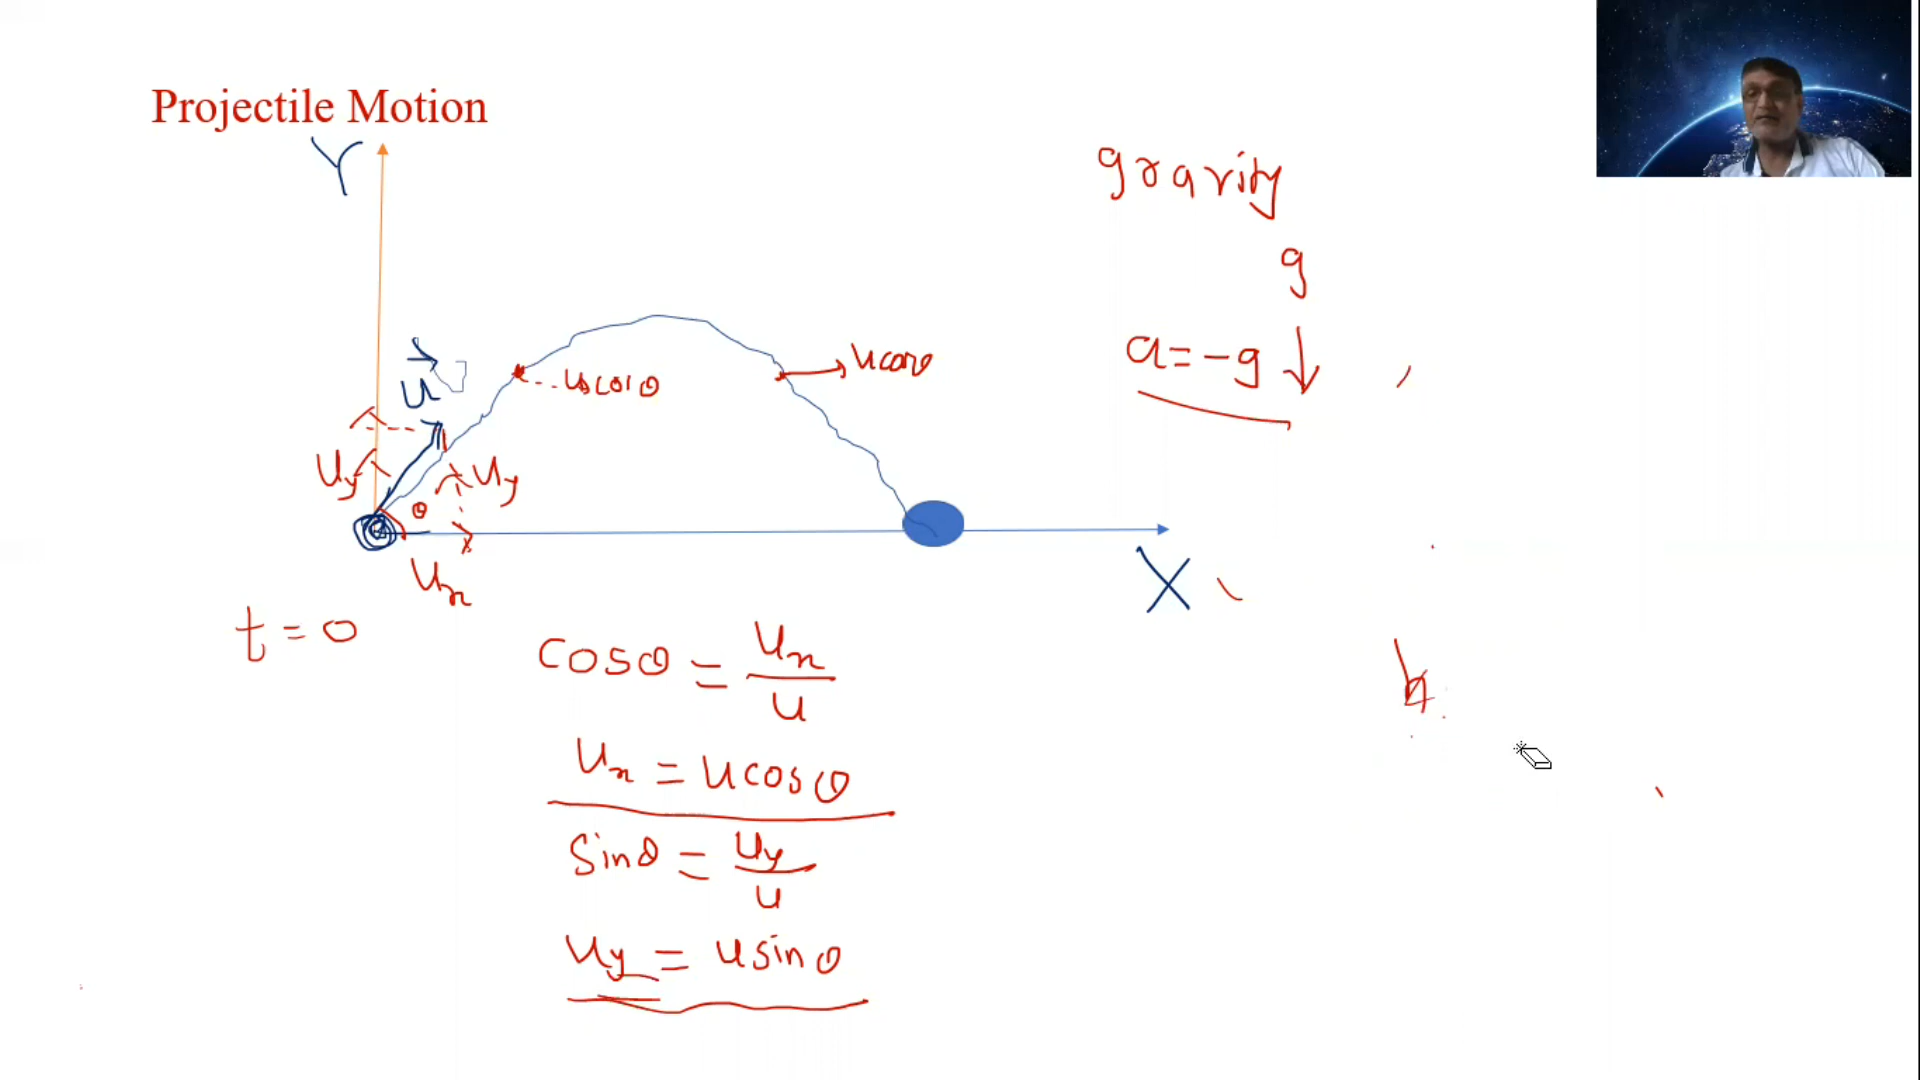 Projectile Motion
Y
gravity
g
a = -g ↓
u
ucosθ
ucosθ
uy
uy
θ
ux
X
t = 0
cosθ = ux/u
ux = ucosθ
Sinθ = uy/u
uy = usinθ